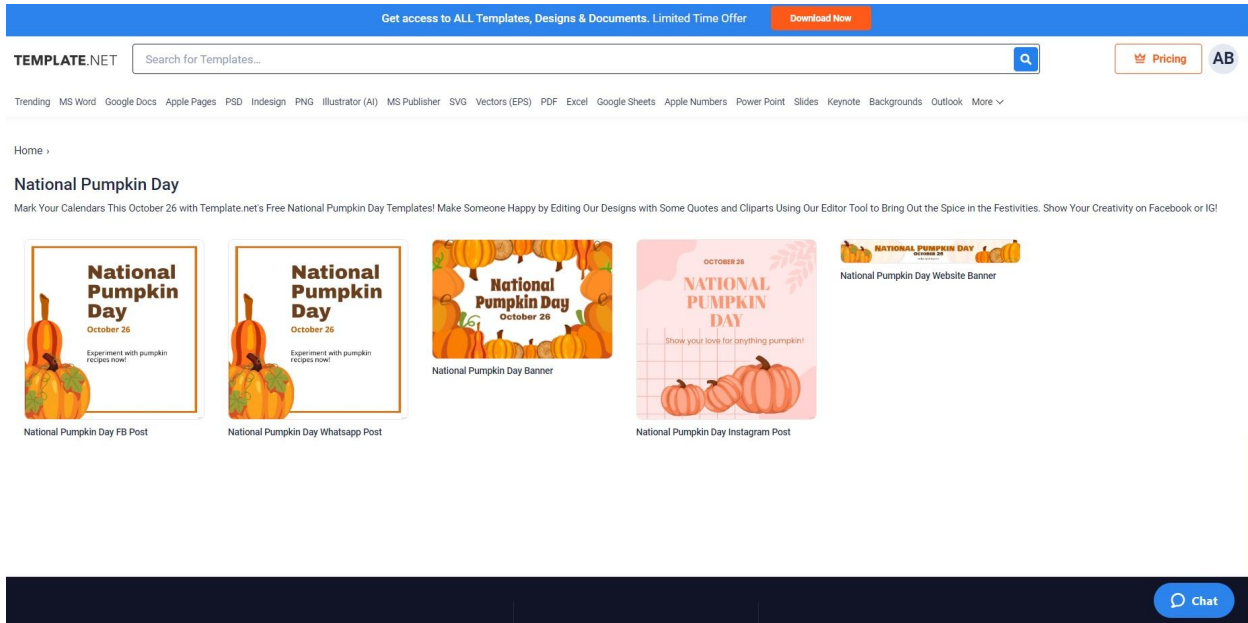 Get access to ALL Templates, Designs & Documents. Limited Time Offer
Download Now
TEMPLATE.NET
Search for Templates...
Pricing
AB
Trending MS Word Google Docs Apple Pages PSD Indesign PNG Illustrator (AI) MS Publisher SVG Vectors (EPS) PDF Excel Google Sheets Apple Numbers Power Point Slides Keynote Backgrounds Outlook More
Home ›
National Pumpkin Day
Mark Your Calendars This October 26 with Template.net's Free National Pumpkin Day Templates! Make Someone Happy by Editing Our Designs with Some Quotes and Cliparts Using Our Editor Tool to Bring Out the Spice in the Festivities. Show Your Creativity on Facebook or IG!
National
Pumpkin
Day
October 26
Experiment with pumpkin
recipes now!
National Pumpkin Day FB Post
National
Pumpkin
Day
October 26
Experiment with pumpkin
recipes now!
National Pumpkin Day Whatsapp Post
National
Pumpkin Day
October 26
National Pumpkin Day Banner
OCTOBER 26
NATIONAL
PUMPKIN
DAY
Show your love for anything pumpkin!
National Pumpkin Day Instagram Post
NATIONAL PUMPKIN DAY
OCTOBER 26
National Pumpkin Day Website Banner
Chat